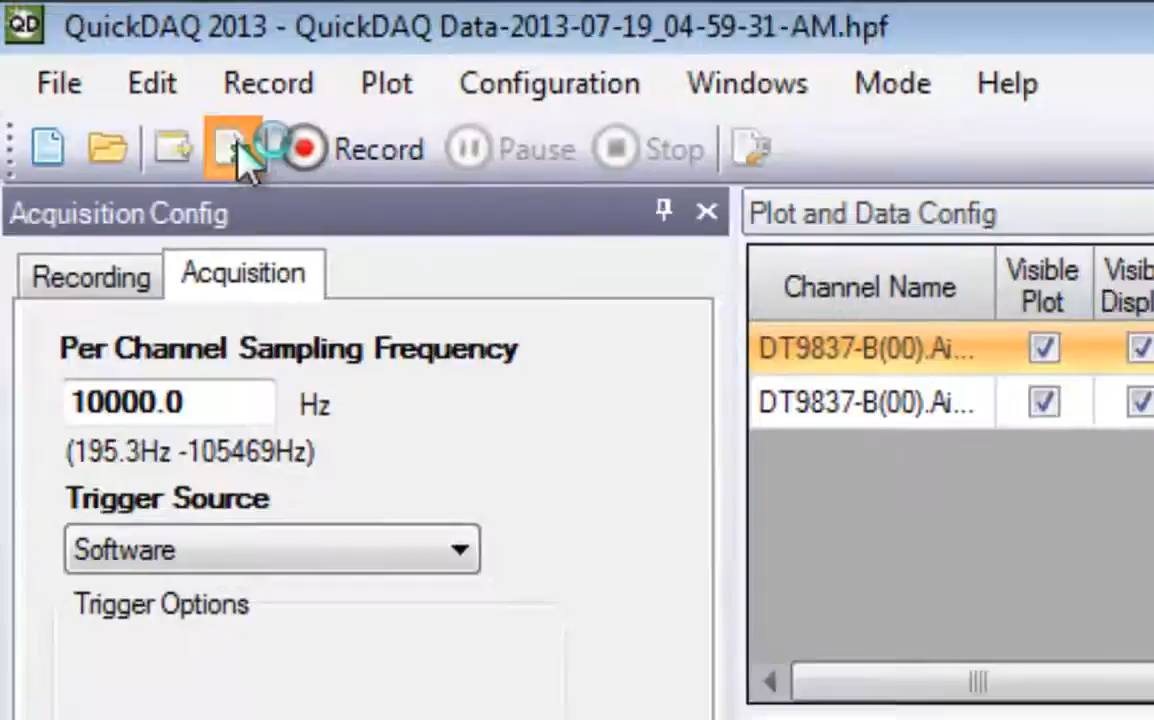 QD QuickDAQ 2013 - QuickDAQ Data-2013-07-19_04-59-31-AM.hpf
File Edit Record Plot Configuration Windows Mode Help
Record Pause Stop
Acquisition Config
Plot and Data Config
Recording Acquisition
Channel Name
Visible
Plot
Visib
Displ
Per Channel Sampling Frequency
DT9837-B(00).Ai...
10000.0 Hz
DT9837-B(00).Ai...
(195.3Hz -105469Hz)
Trigger Source
Software
Trigger Options